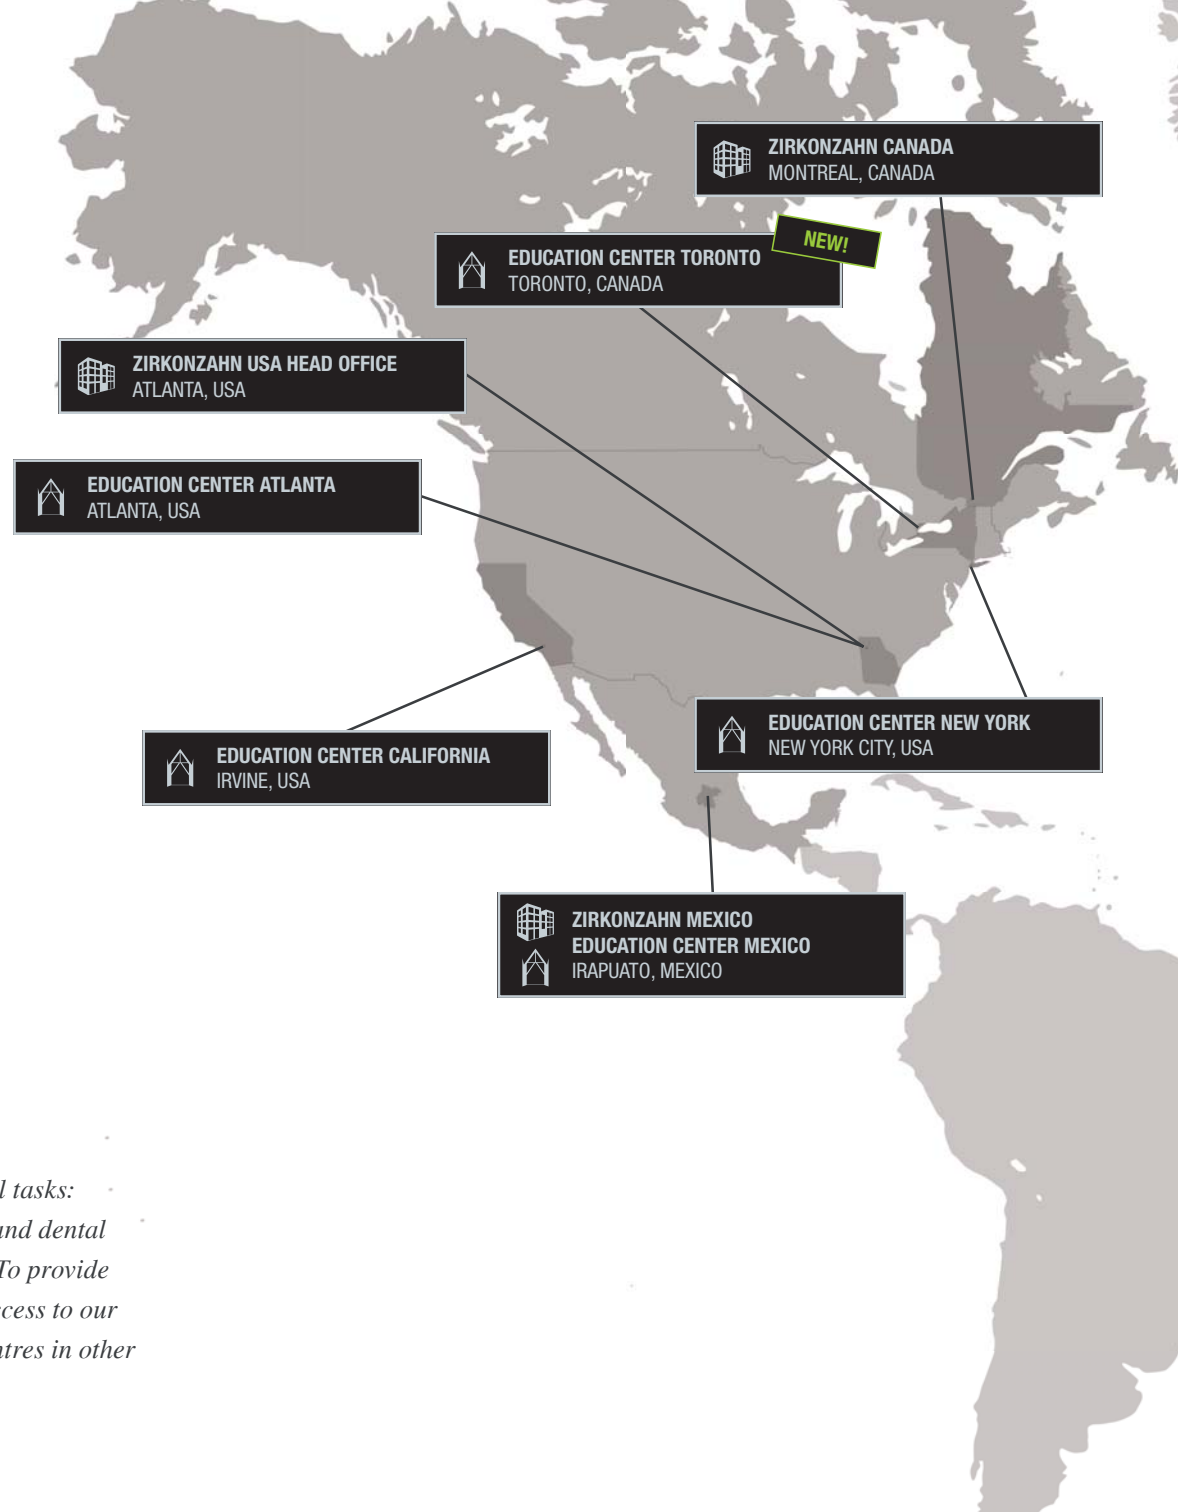 ZIRKONZAHN CANADA
MONTREAL, CANADA
NEW!
EDUCATION CENTER TORONTO
TORONTO, CANADA
ZIRKONZAHN USA HEAD OFFICE
ATLANTA, USA
EDUCATION CENTER ATLANTA
ATLANTA, USA
EDUCATION CENTER NEW YORK
NEW YORK CITY, USA
EDUCATION CENTER CALIFORNIA
IRVINE, USA
ZIRKONZAHN MEXICO
EDUCATION CENTER MEXICO
IRAPUATO, MEXICO
tasks:
and dental
To provide
to our
in other